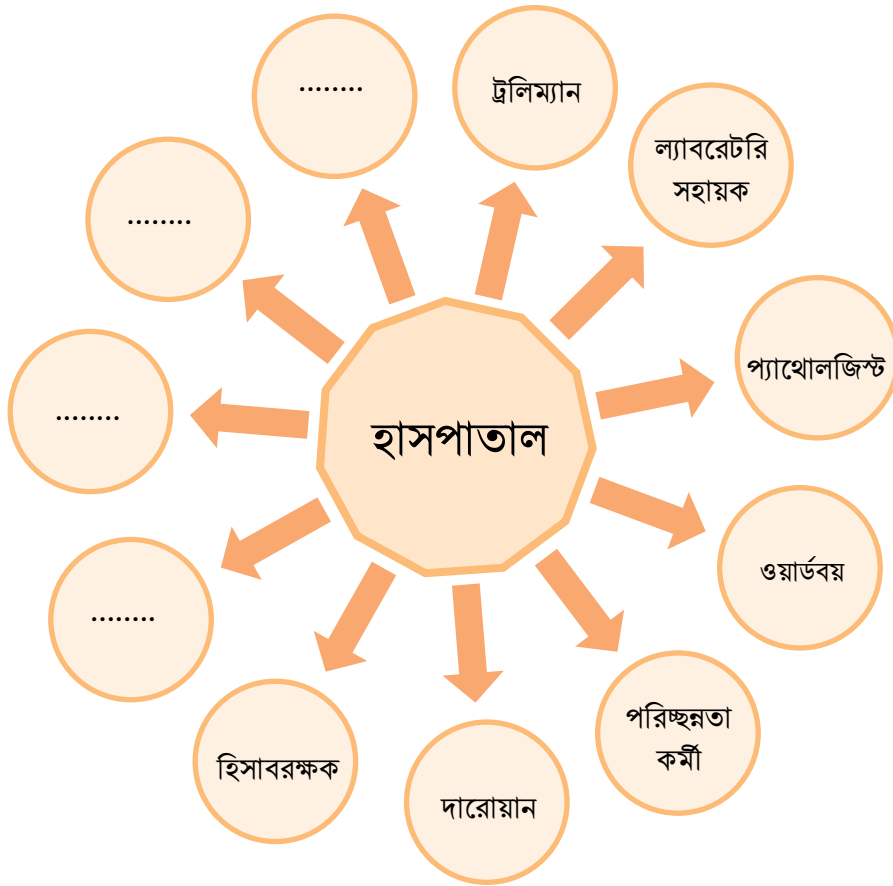 হাসপাতাল
ট্রলিম্যান
ল্যাবরেটরি
সহায়ক
প্যাথোলজিস্ট
ওয়ার্ডবয়
পরিচ্ছন্নতা
কর্মী
দারোয়ান
হিসাবরক্ষক
........
........
........
........